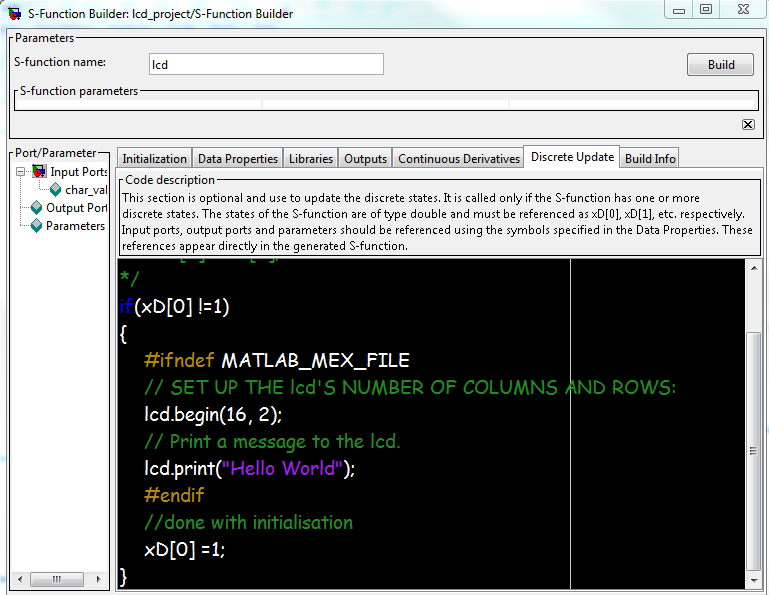 S-Function Builder: lcd_project/S-Function Builder
Parameters
S-function name: lcd Build
S-function parameters
Port/Parameter
Input Ports
char_val
Output Port
Parameters
Initialization Data Properties Libraries Outputs Continuous Derivatives Discrete Update Build Info
Code description
This section is optional and use to update the discrete states. It is called only if the S-function has one or more
discrete states. The states of the S-function are of type double and must be referenced as xD[0], xD[1], etc. respectively.
Input ports, output ports and parameters should be referenced using the symbols specified in the Data Properties. These
references appear directly in the generated S-function.
*/
if(xD[0] !=1)
{
#ifndef MATLAB_MEX_FILE
// SET UP THE lcd'S NUMBER OF COLUMNS AND ROWS:
lcd.begin(16, 2);
// Print a message to the lcd.
lcd.print("Hello World");
#endif
//done with initialisation
xD[0] =1;
}